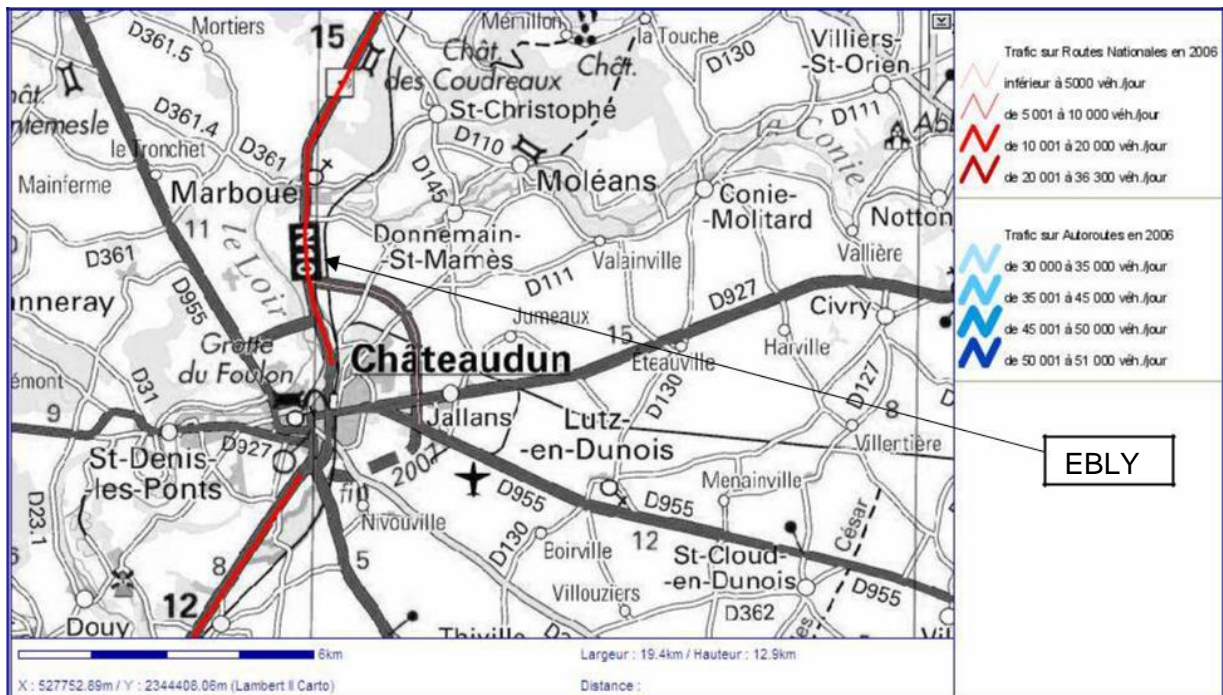 Mortiers
D361.5
15
Mémillon
la Touche
D130
Villiers-
-St-Orien
Chât.
des Coudreaux
Chât.
St-Christophe
D361.4
le Tronchet
D361
D110
la Conie
D111
Mainferme
Marboué
D145
Moléans
Conie-
-Molitard
Notton
11
le Loir
N10
Donnemain-
-St-Mamès
Valainville
Vallière
D361
D955
D111
D927
Civry
Jumeaux
15
Grotte
du Foulon
Châteaudun
Eteauville
Harville
D31
9
D130
D127
8
Jallans
Lutz-
-en-Dunois
Villentière
St-Denis-
-les-Ponts
D927
2007
fin
D955
D955
Menainville
César
D23.1
Nivouville
D130
Boirville
12
8
5
St-Cloud-
-en-Dunois
12
Villouziers
D362
D955
Douy
Thiville
6km
Largeur : 19.4km / Hauteur : 12.9km
X : 527752.89m / Y : 2344408.06m (Lambert II Carto)
Distance :
Trafic sur Routes Nationales en 2006
inférieur à 5000 véh./jour
de 5 001 à 10 000 véh./jour
de 10 001 à 20 000 véh./jour
de 20 001 à 36 300 véh./jour
Trafic sur Autoroutes en 2006
de 30 000 à 35 000 véh./jour
de 35 001 à 45 000 véh./jour
de 45 001 à 50 000 véh./jour
de 50 001 à 51 000 véh./jour
EBLY